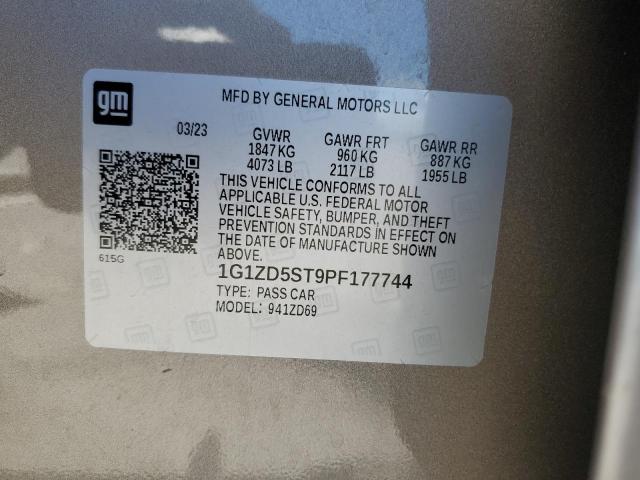 gm
MFD BY GENERAL MOTORS LLC
03/23 GVWR GAWR FRT GAWR RR
1847 KG 960 KG 887 KG
4073 LB 2117 LB 1955 LB
THIS VEHICLE CONFORMS TO ALL
APPLICABLE U.S. FEDERAL MOTOR
VEHICLE SAFETY, BUMPER, AND THEFT
PREVENTION STANDARDS IN EFFECT ON
THE DATE OF MANUFACTURE SHOWN
ABOVE.
615G
1G1ZD5ST9PF177744
TYPE: PASS CAR
MODEL: 941ZD69